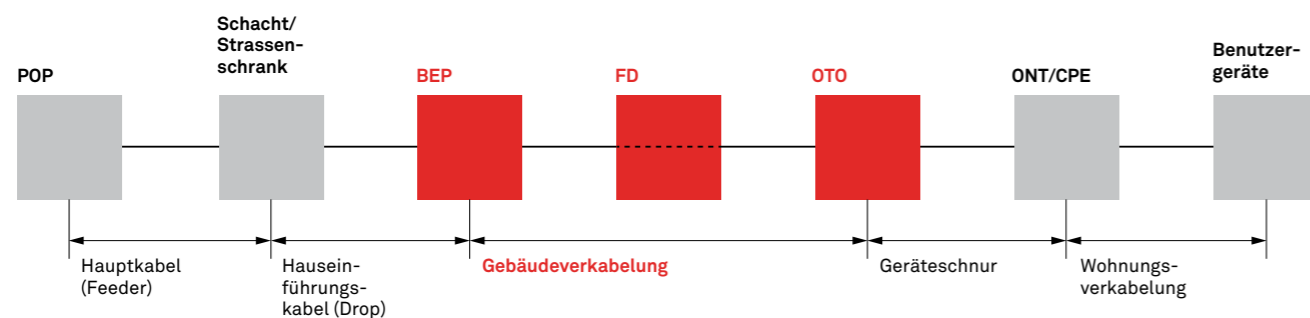 POP
Schacht/
Strassen-
schrank
BEP
FD
OTO
ONT/CPE
Benutzer-
geräte
Hauptkabel
(Feeder)
Hausein-
führungs-
kabel (Drop)
Gebäudeverkabelung
Geräteschnur
Wohnungs-
verkabelung